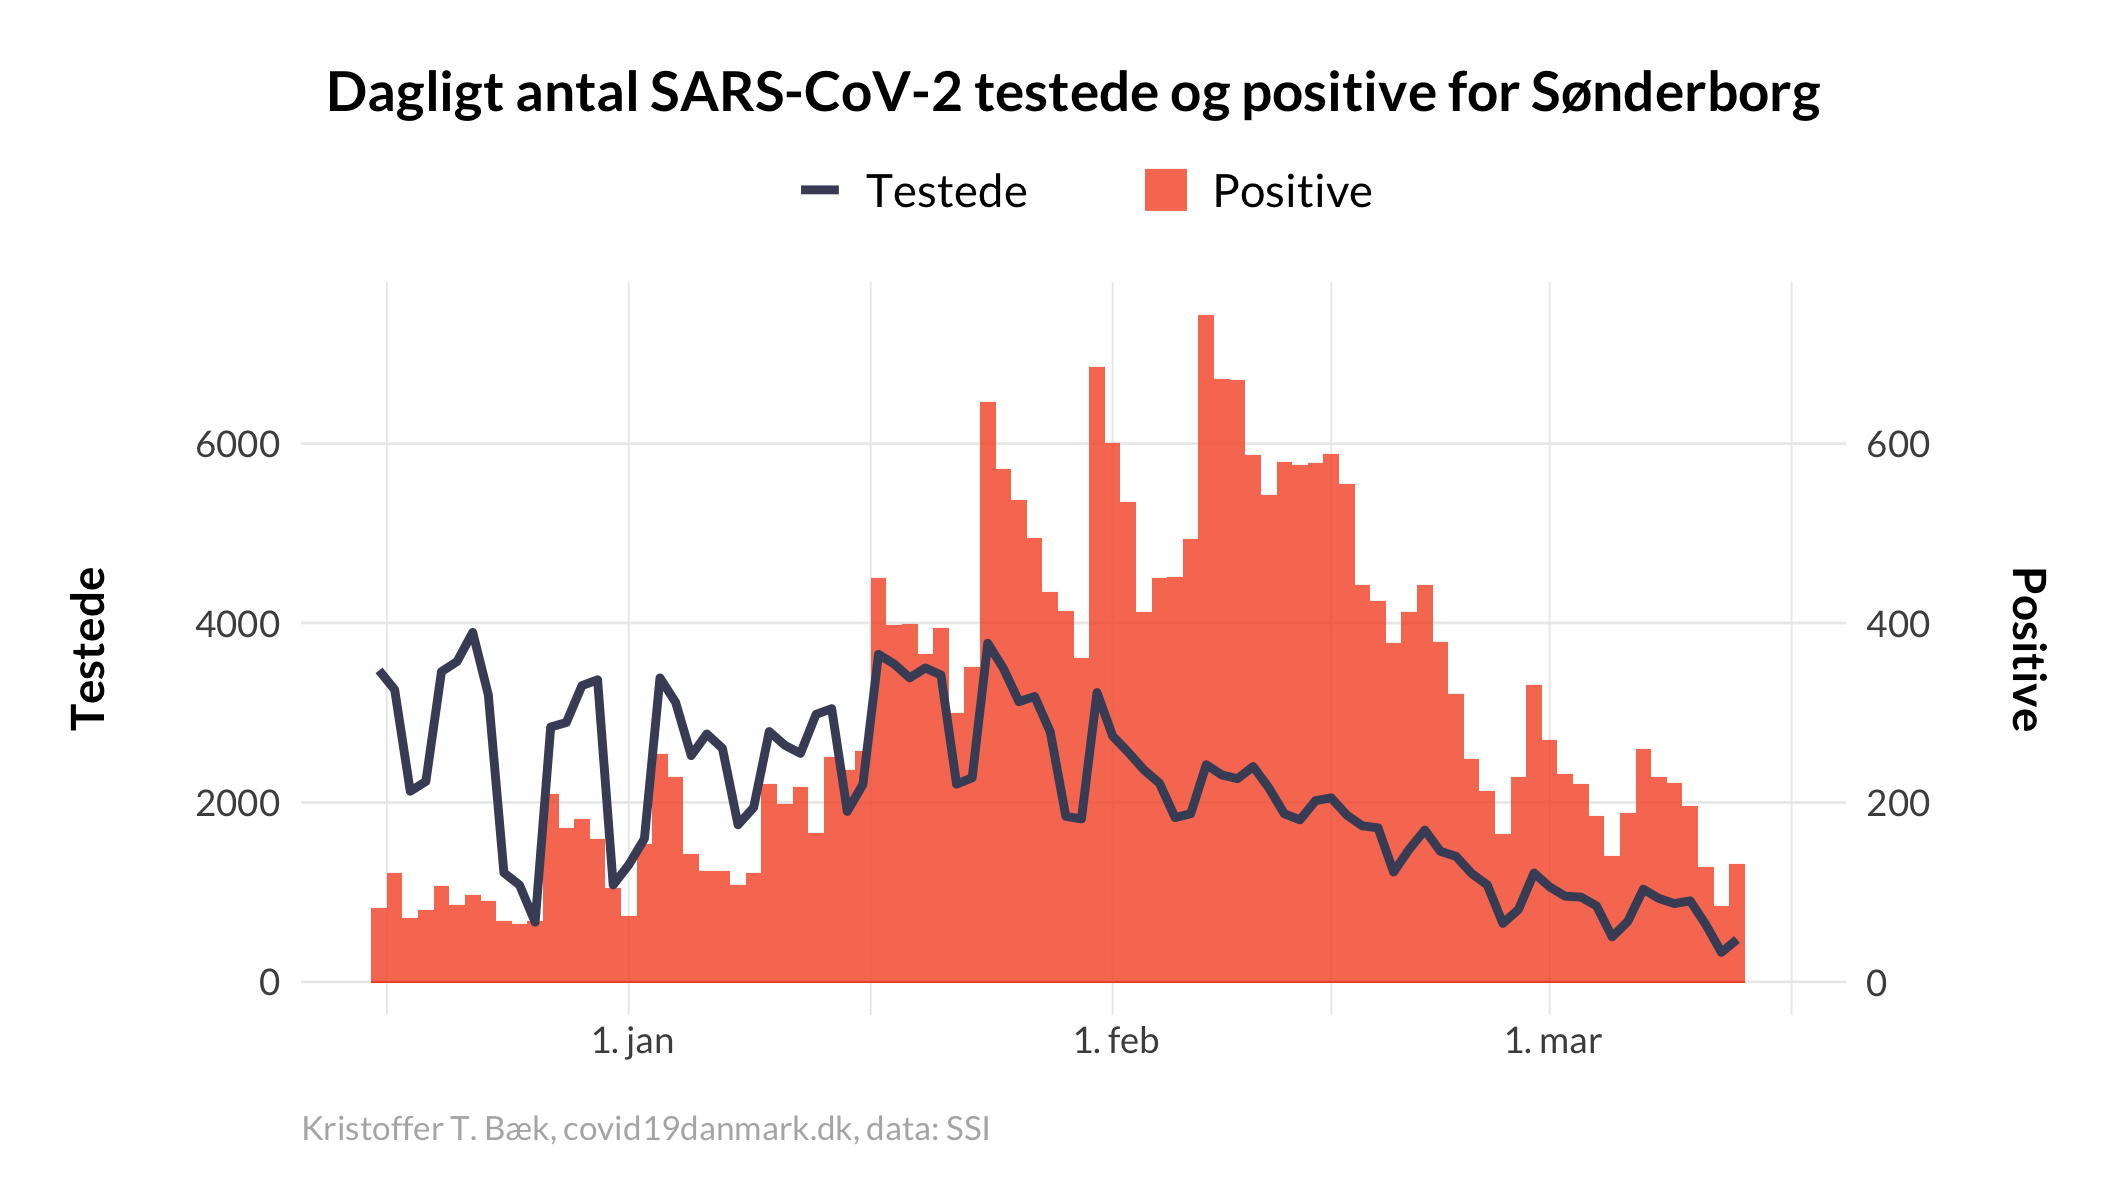 Dagligt antal SARS-CoV-2 testede og positive for Sønderborg
Testede
Positive
Testede
6000
4000
2000
0
600
400
200
0
Positive
1. jan
1. feb
1. mar
Kristoffer T. Bæk, covid19danmark.dk, data: SSI